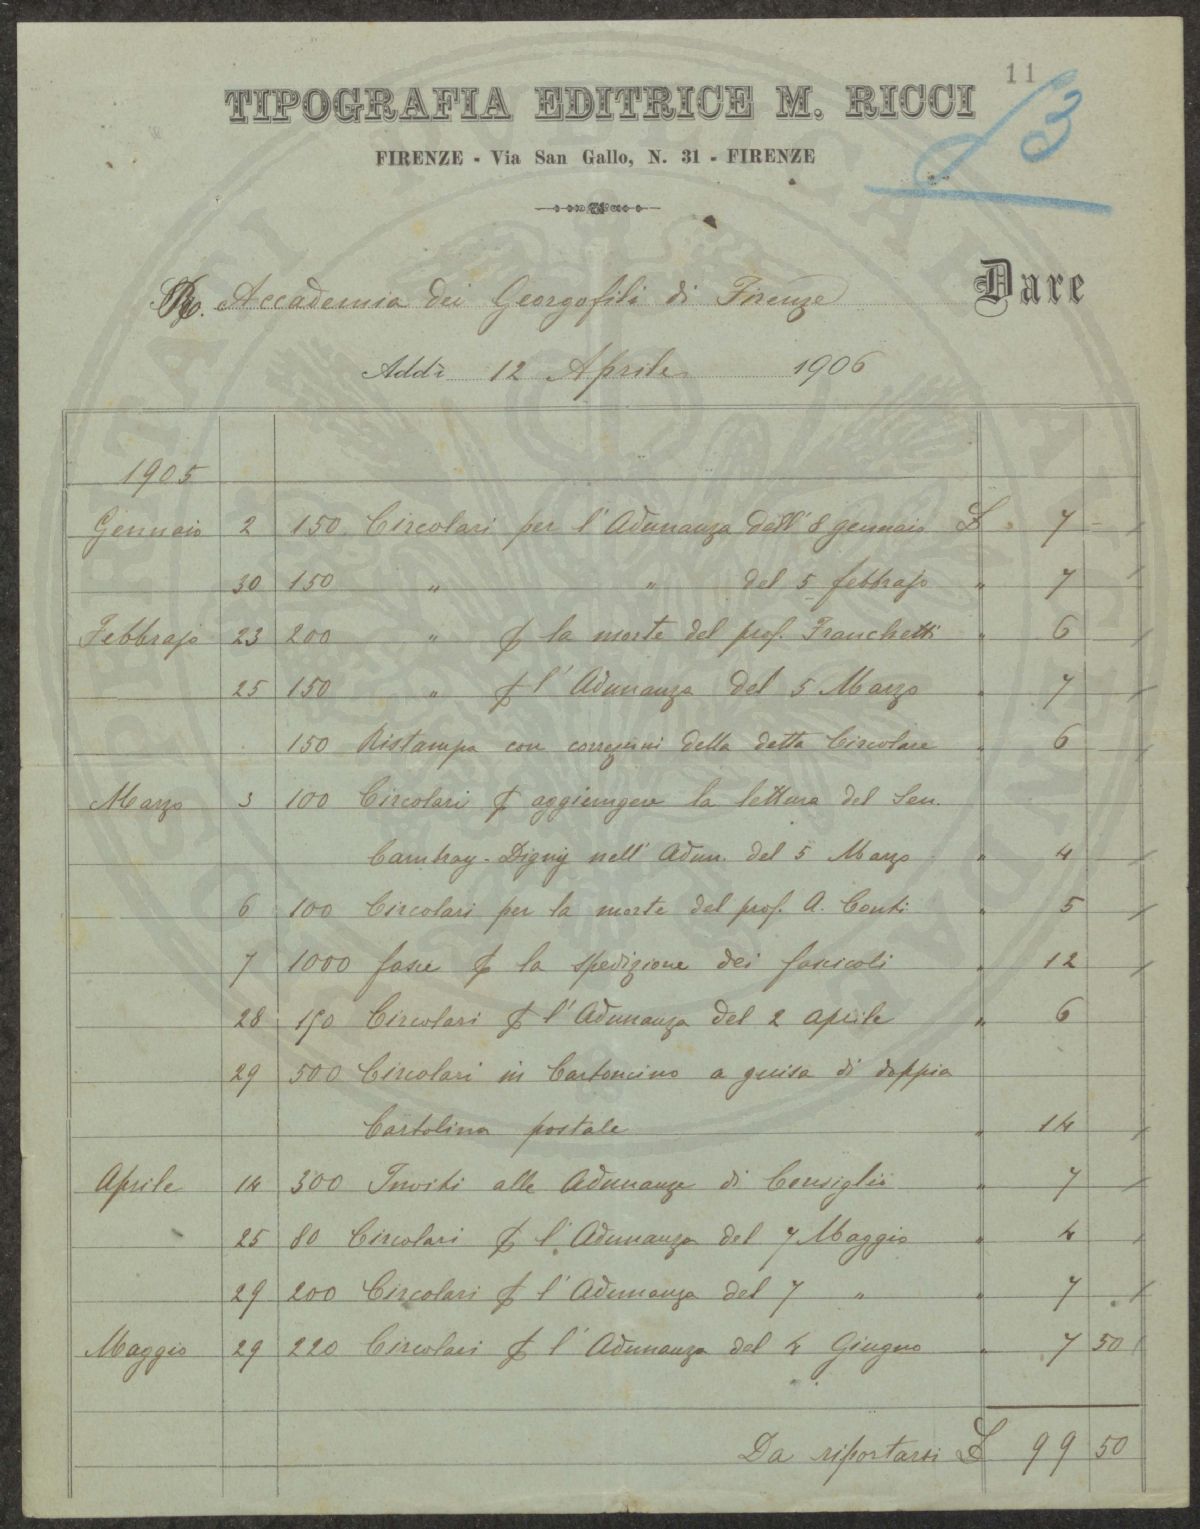 11
13
TIPOGRAFIA EDITRICE M. RICCI
FIRENZE - Via San Gallo, N. 31 - FIRENZE
R. Accademia dei Georgofili di Firenze Dare
Addì 12 Aprile 1906
1905
Gennaio 2 150 Circolari per l'Adunanza dell'8 gennaio £ 7 -
30 150 " " del 5 febbrajo " 7
Febbrajo 23 200 " p la morte del prof. Franchetti " 6
25 150 " p l'Adunanza del 5 Marzo " 7
150 Ristampa con correzioni della detta Circolare " 6
Marzo 3 100 Circolari p aggiungere la lettura del Sen.
Cambray-Digny nell'Adun. del 5 Marzo " 4
6 100 Circolari per la morte del prof. A. Conti " 5
7 1000 fasce p la spedizione dei fascicoli 12
28 150 Circolari p l'Adunanza del 2 aprile " 6
29 500 Circolari in Cartoncino a guisa di doppia
Cartolina postale " 14
Aprile 14 300 Inviti alle Adunanze di Consiglio " 7
25 80 Circolari p l'Adunanza del 7 Maggio " 4
29 200 Circolari p l'Adunanza del 7 " " 7
Maggio 29 220 Circolari p l'Adunanza del 4 Giugno " 7 50
Da riportarsi £ 99 50